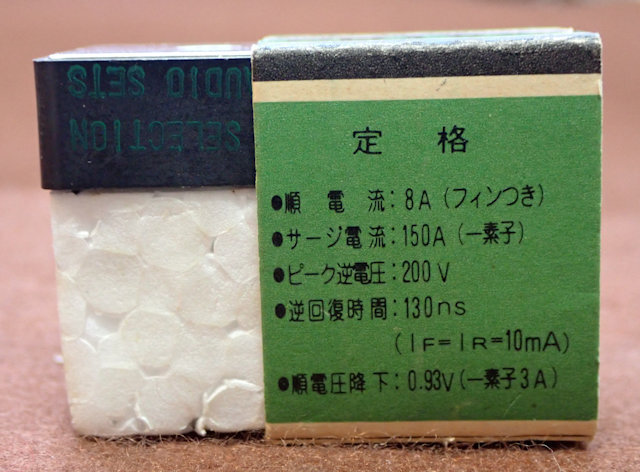 AUDIO SETS
SELECTION
定格
●順電流:8A(フィンつき)
●サージ電流:150A(一素子)
●ピーク逆電圧:200V
●逆回復時間:130ns
(IF=IR=10mA)
●順電圧降下:0.93V(一素子3A)